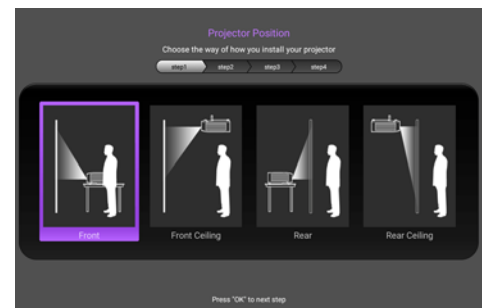 Projector Position
Choose the way of how you install your projector
step1 step2 step3 step4
Front Front Ceiling Rear Rear Ceiling
Press "OK" to next step